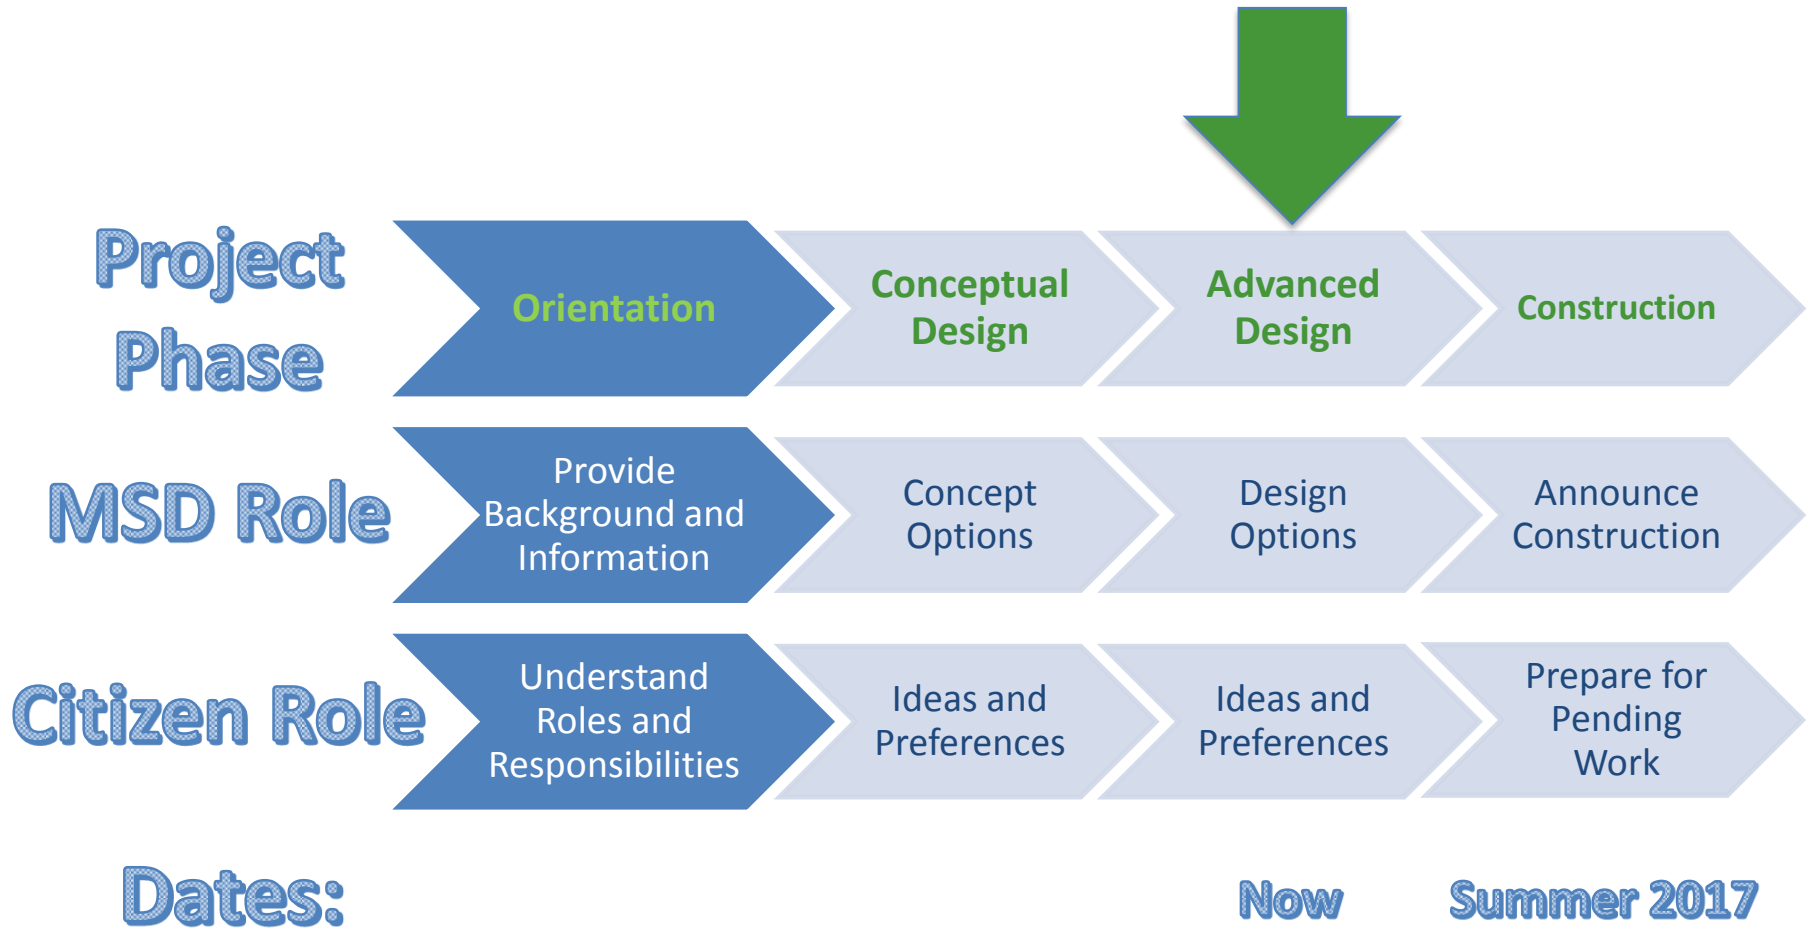 Project
Phase
Orientation
Conceptual
Design
Advanced
Design
Construction
MSD Role
Provide
Background and
Information
Concept
Options
Design
Options
Announce
Construction
Citizen Role
Understand
Roles and
Responsibilities
Ideas and
Preferences
Ideas and
Preferences
Prepare for
Pending
Work
Dates:
Now
Summer 2017